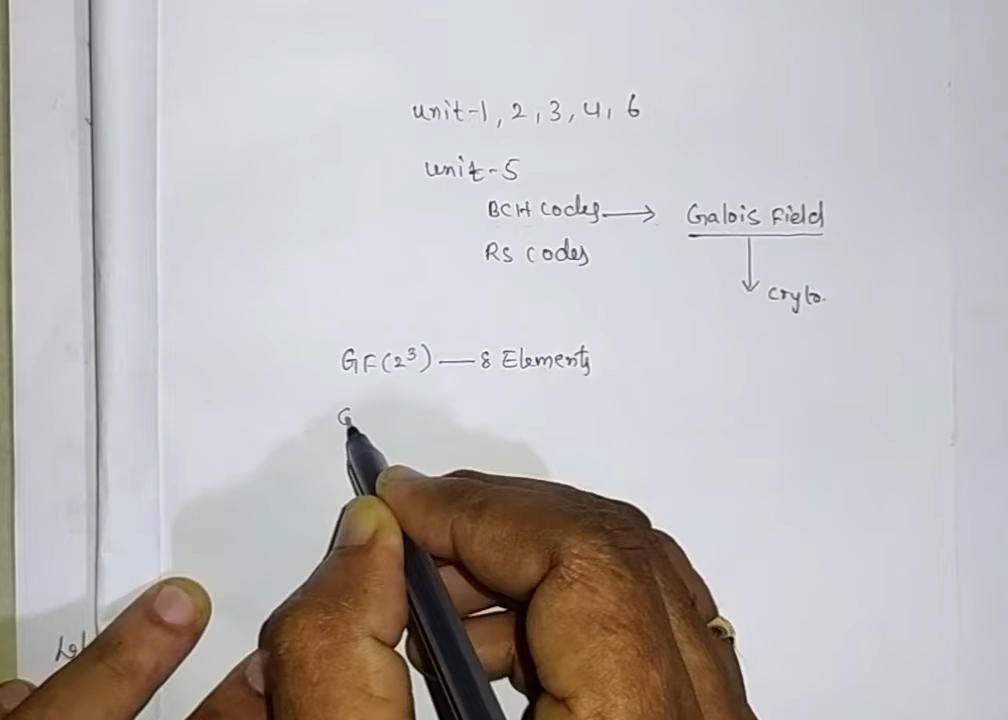 unit-1, 2, 3, 4, 6
unit-5
BCH codes → Galois Field
RS codes
cryto.
GF(2³) — 8 Elements
G